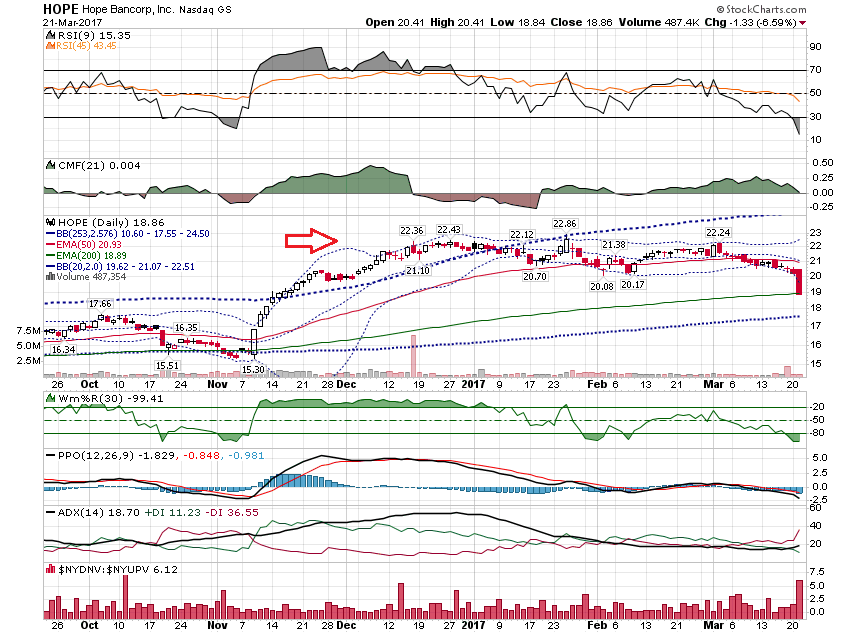 HOPE Hope Bancorp, Inc. Nasdaq GS
© StockCharts.com
21-Mar-2017
Open 20.41 High 20.41 Low 18.84 Close 18.86 Volume 487.4K Chg -1.33 (-6.59%)
RSI(9) 15.35
RSI(45) 43.45
90
70
50
30
10
CMF(21) 0.004
0.50
0.25
0.00
-0.25
HOPE (Daily) 18.86
BB(253,2.576) 10.60 - 17.55 - 24.50
EMA(50) 20.93
EMA(200) 18.89
BB(20,2.0) 19.62 - 21.07 - 22.51
Volume 487,354
22.36 22.43 22.12 22.86 21.38 22.24
21.10 20.70 20.08 20.17
17.66 16.35
16.34 15.51 15.30
23
22
21
20
19
18
17
16
15
7.5M
5.0M
2.5M
26 Oct 10 17 24 Nov 7 14 21 28 Dec 12 19 27 2017 9 17 23 Feb 6 13 21 Mar 6 13 20
Wm%R(30) -99.41
-20
-50
-80
PPO(12,26,9) -1.829, -0.848, -0.981
5.0
2.5
0.0
-2.5
ADX(14) 18.70 +DI 11.23 -DI 36.55
60
40
20
$NYDNV:$NYUPV 6.12
7.5
5.0
2.5
0.0
26 Oct 10 17 24 Nov 7 14 21 28 Dec 12 19 27 2017 9 17 23 Feb 6 13 21 Mar 6 13 20